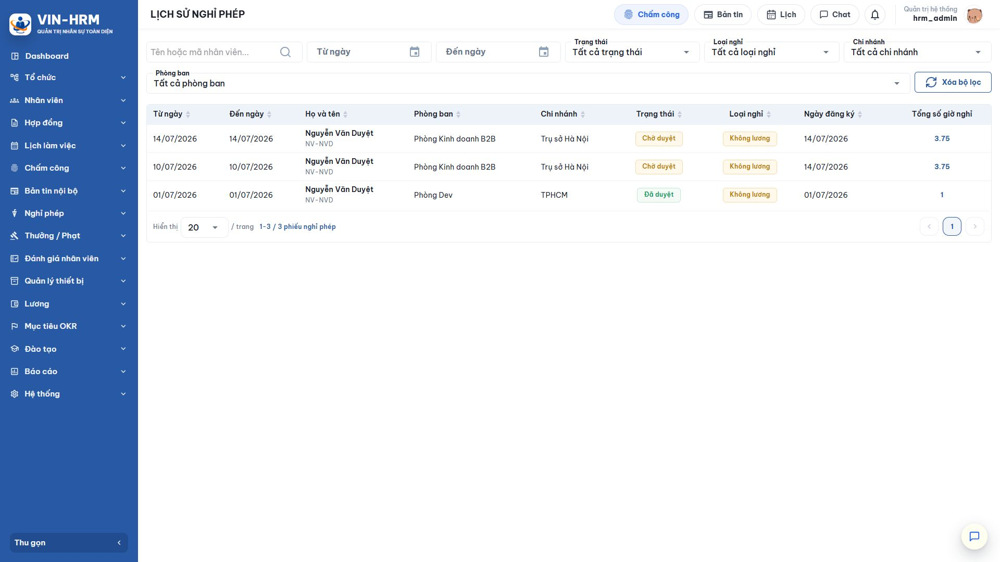 VIN-HRM
QUẢN TRỊ NHÂN SỰ TOÀN DIỆN
Dashboard
Tổ chức
Nhân viên
Hợp đồng
Lịch làm việc
Chấm công
Bản tin nội bộ
Nghỉ phép
Thưởng / Phạt
Đánh giá nhân viên
Quản lý thiết bị
Lương
Mục tiêu OKR
Đào tạo
Báo cáo
Hệ thống
Thu gọn
LỊCH SỬ NGHỈ PHÉP
Chấm công Bản tin Lịch Chat
Quản trị hệ thống
hrm_admin
Tên hoặc mã nhân viên...
Từ ngày
Đến ngày
Trạng thái
Tất cả trạng thái
Loại nghỉ
Tất cả loại nghỉ
Chi nhánh
Tất cả chi nhánh
Phòng ban
Tất cả phòng ban
Xóa bộ lọc
Từ ngày Đến ngày Họ và tên Phòng ban Chi nhánh Trạng thái Loại nghỉ Ngày đăng ký Tổng số giờ nghỉ
14/07/2026 14/07/2026 Nguyễn Văn Duyệt Phòng Kinh doanh B2B Trụ sở Hà Nội Chờ duyệt Không lương 14/07/2026 3.75
NV-NVD
10/07/2026 10/07/2026 Nguyễn Văn Duyệt Phòng Kinh doanh B2B Trụ sở Hà Nội Chờ duyệt Không lương 14/07/2026 3.75
NV-NVD
01/07/2026 01/07/2026 Nguyễn Văn Duyệt Phòng Dev TPHCM Đã duyệt Không lương 01/07/2026 1
NV-NVD
Hiển thị 20 / trang 1-3 / 3 phiếu nghỉ phép 1